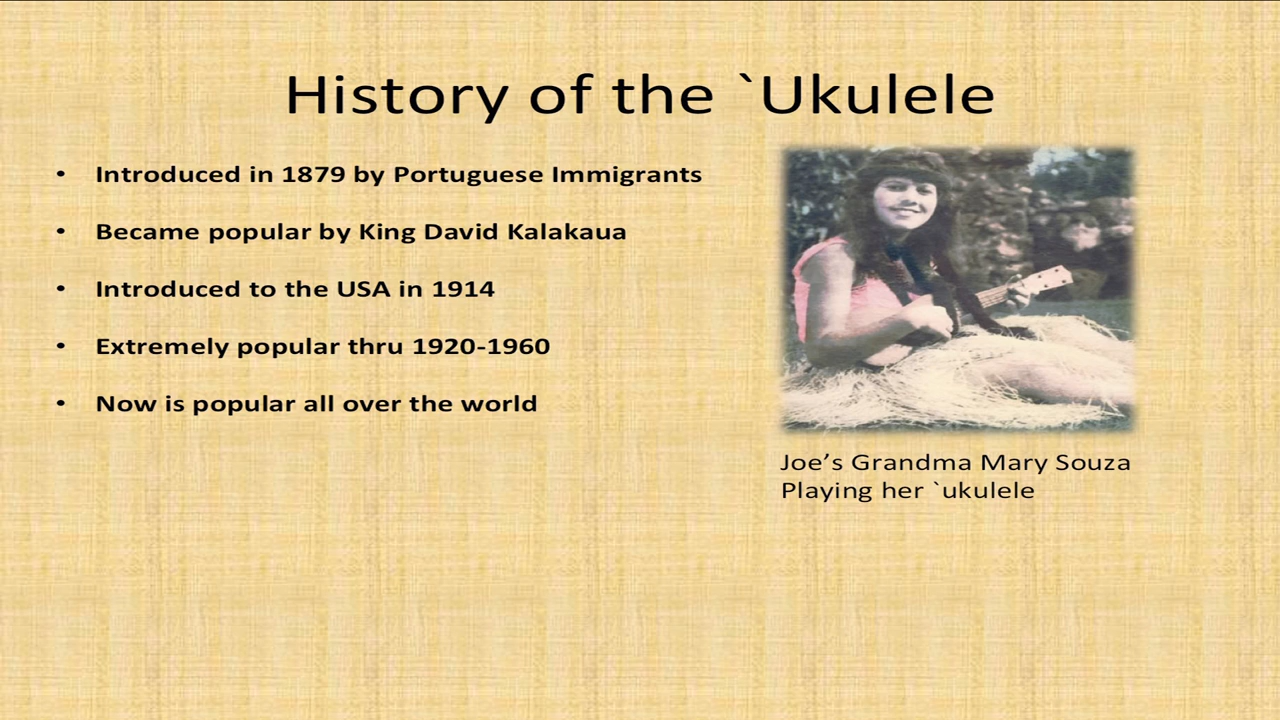 History of the `Ukulele
• Introduced in 1879 by Portuguese Immigrants
• Became popular by King David Kalakaua
• Introduced to the USA in 1914
• Extremely popular thru 1920-1960
• Now is popular all over the world
Joe’s Grandma Mary Souza
Playing her `ukulele